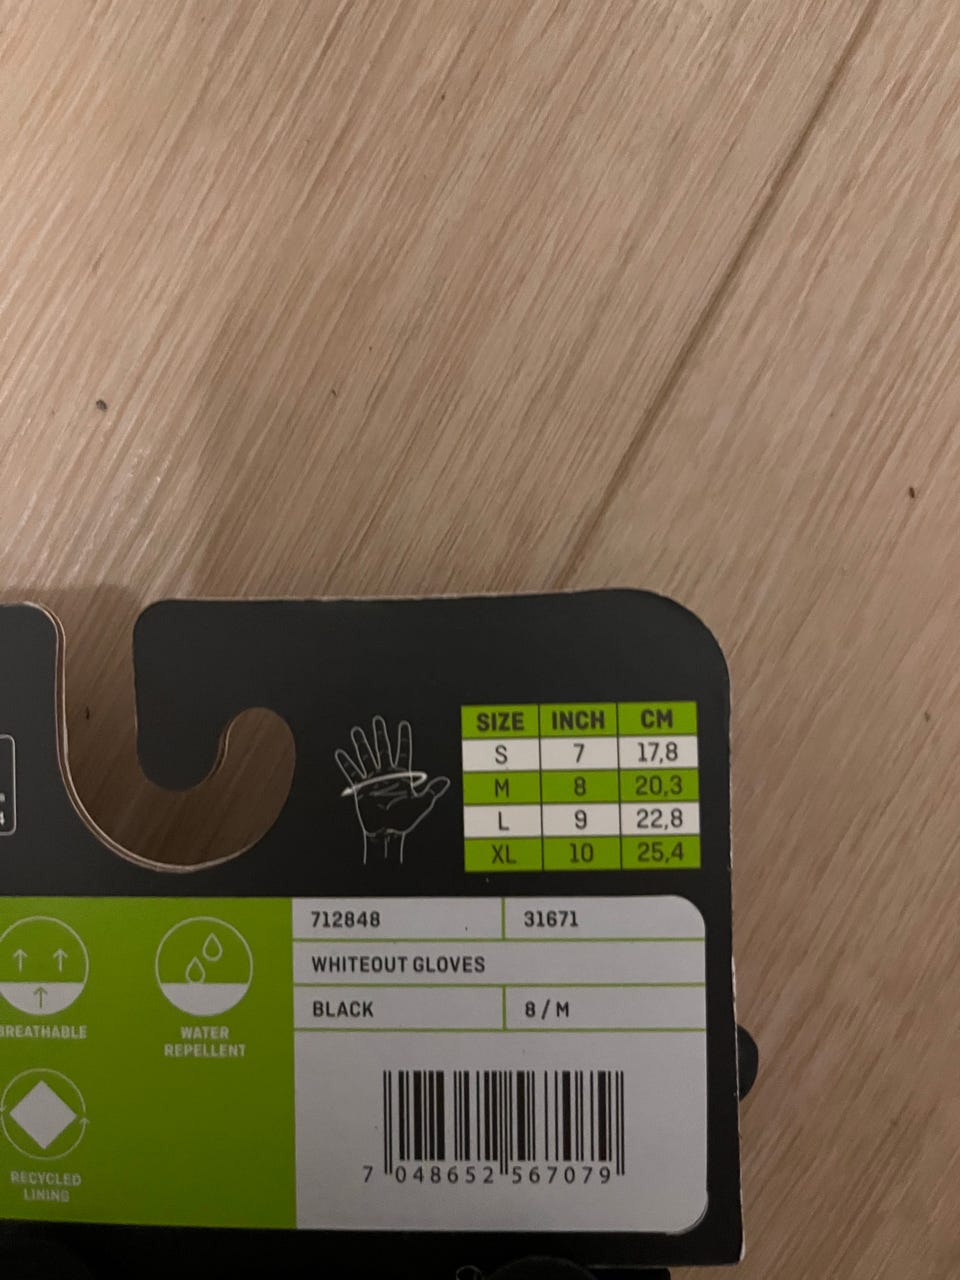 SIZE INCH CM
S 7 17,8
M 8 20,3
L 9 22,8
XL 10 25,4
712848 31671
WHITEOUT GLOVES
BLACK 8 / M
BREATHABLE
WATER
REPELLENT
RECYCLED
LINING
7 048652 567079